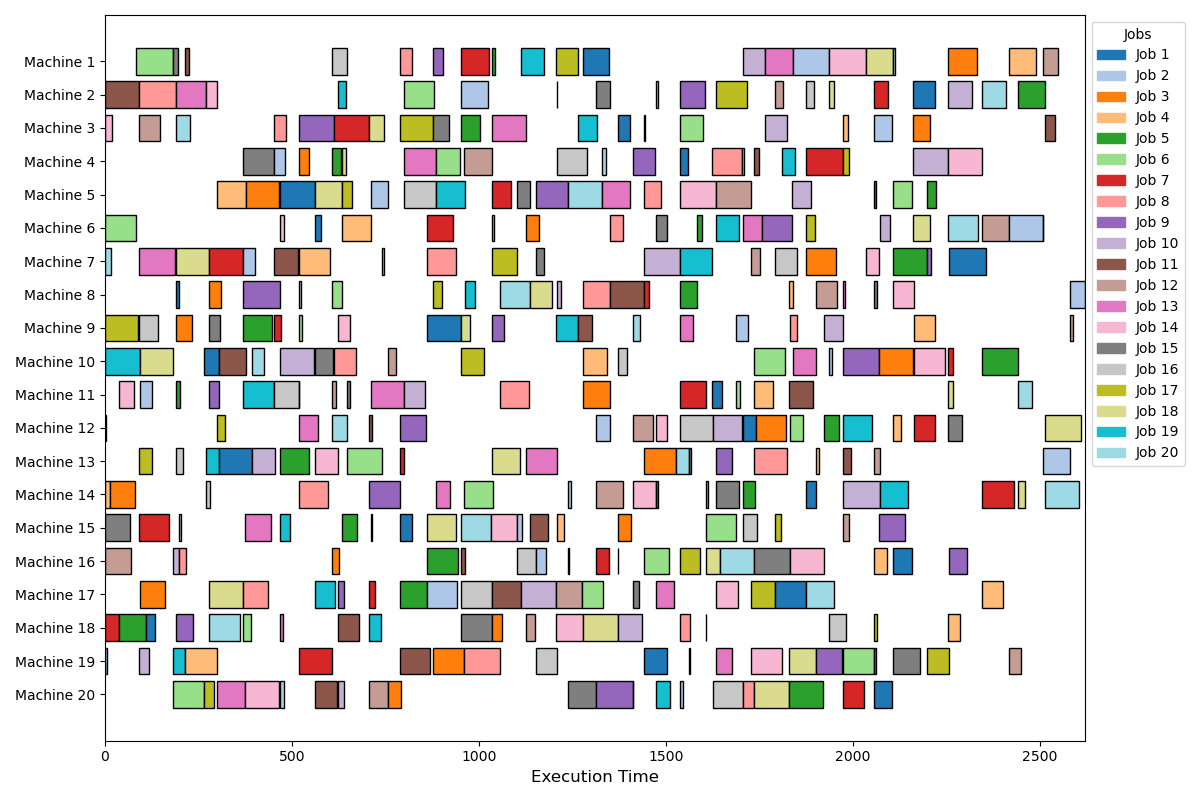 Machine 1
Machine 2
Machine 3
Machine 4
Machine 5
Machine 6
Machine 7
Machine 8
Machine 9
Machine 10
Machine 11
Machine 12
Machine 13
Machine 14
Machine 15
Machine 16
Machine 17
Machine 18
Machine 19
Machine 20
0 500 1000 1500 2000 2500
Execution Time
Jobs
Job 1
Job 2
Job 3
Job 4
Job 5
Job 6
Job 7
Job 8
Job 9
Job 10
Job 11
Job 12
Job 13
Job 14
Job 15
Job 16
Job 17
Job 18
Job 19
Job 20